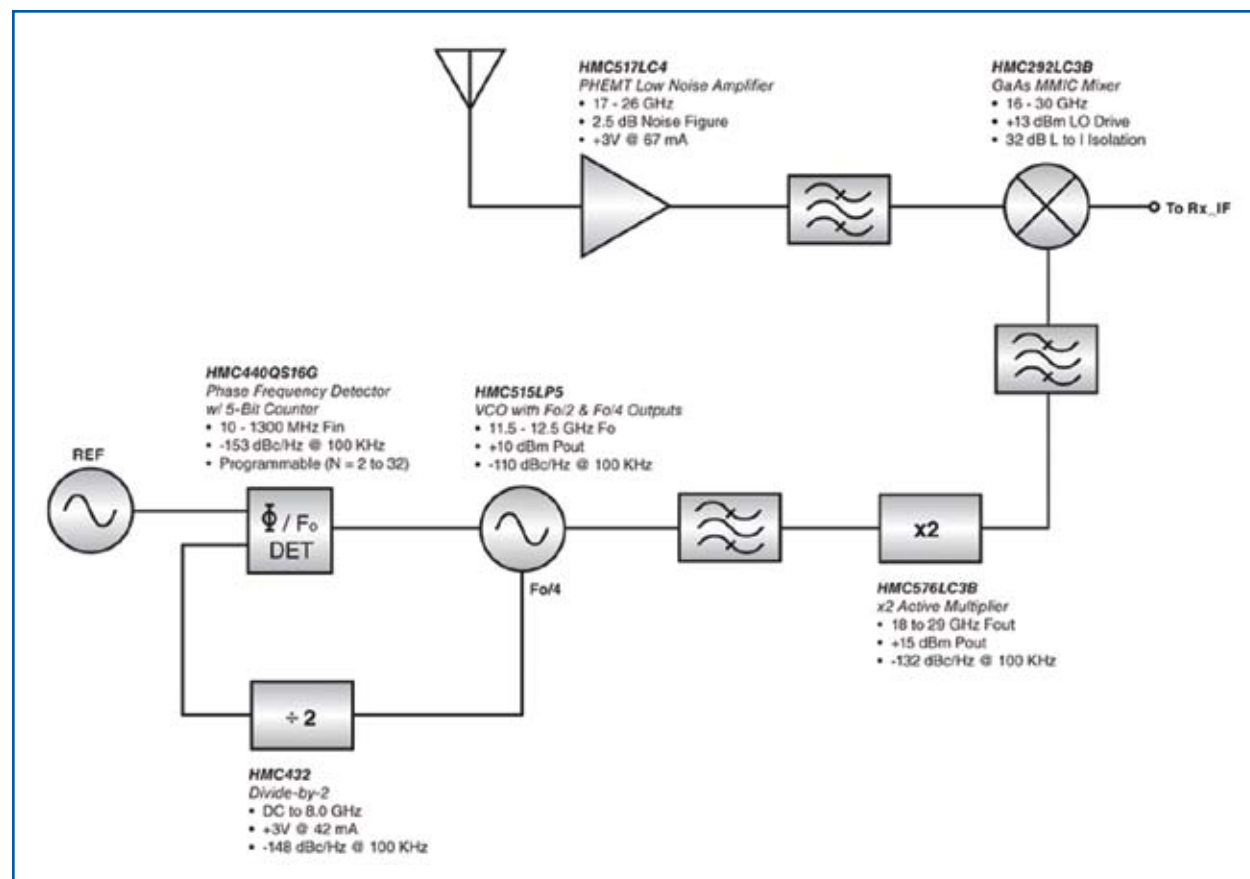 HMC517LC4
PHEMT Low Noise Amplifier
• 17 - 26 GHz
• 2.5 dB Noise Figure
• +3V @ 67 mA
HMC292LC3B
GaAs MMIC Mixer
• 16 - 30 GHz
• +13 dBm LO Drive
• 32 dB L to I Isolation
To Rx_IF
HMC440QS16G
Phase Frequency Detector
w/ 5-Bit Counter
• 10 - 1300 MHz Fin
• -153 dBc/Hz @ 100 KHz
• Programmable (N = 2 to 32)
HMC515LP5
VCO with Fo/2 & Fo/4 Outputs
• 11.5 - 12.5 GHz Fo
• +10 dBm Pout
• -110 dBc/Hz @ 100 KHz
REF
Φ / Fo
DET
Fo/4
x2
HMC576LC3B
x2 Active Multiplier
• 18 to 29 GHz Fout
• +15 dBm Pout
• -132 dBc/Hz @ 100 KHz
÷ 2
HMC432
Divide-by-2
• DC to 8.0 GHz
• +3V @ 42 mA
• -148 dBc/Hz @ 100 KHz